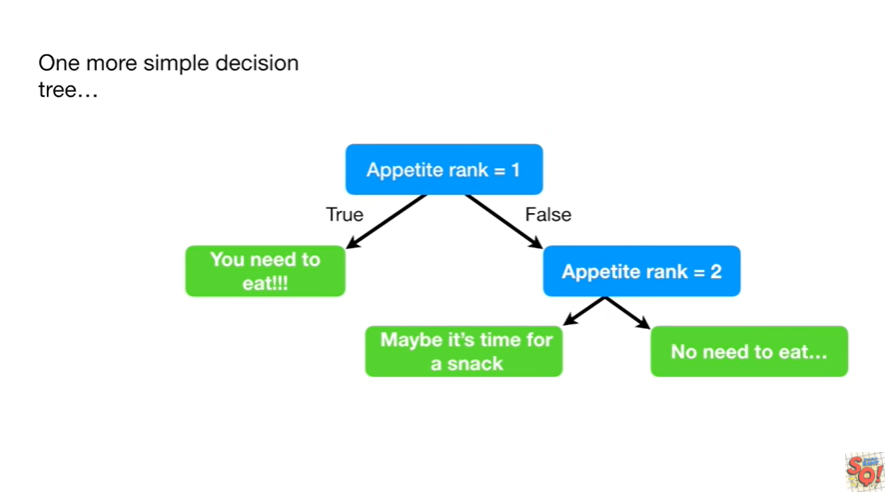 One more simple decision
tree…
Appetite rank = 1
True
False
You need to
eat!!!
Appetite rank = 2
Maybe it's time for
a snack
No need to eat…
SQ!